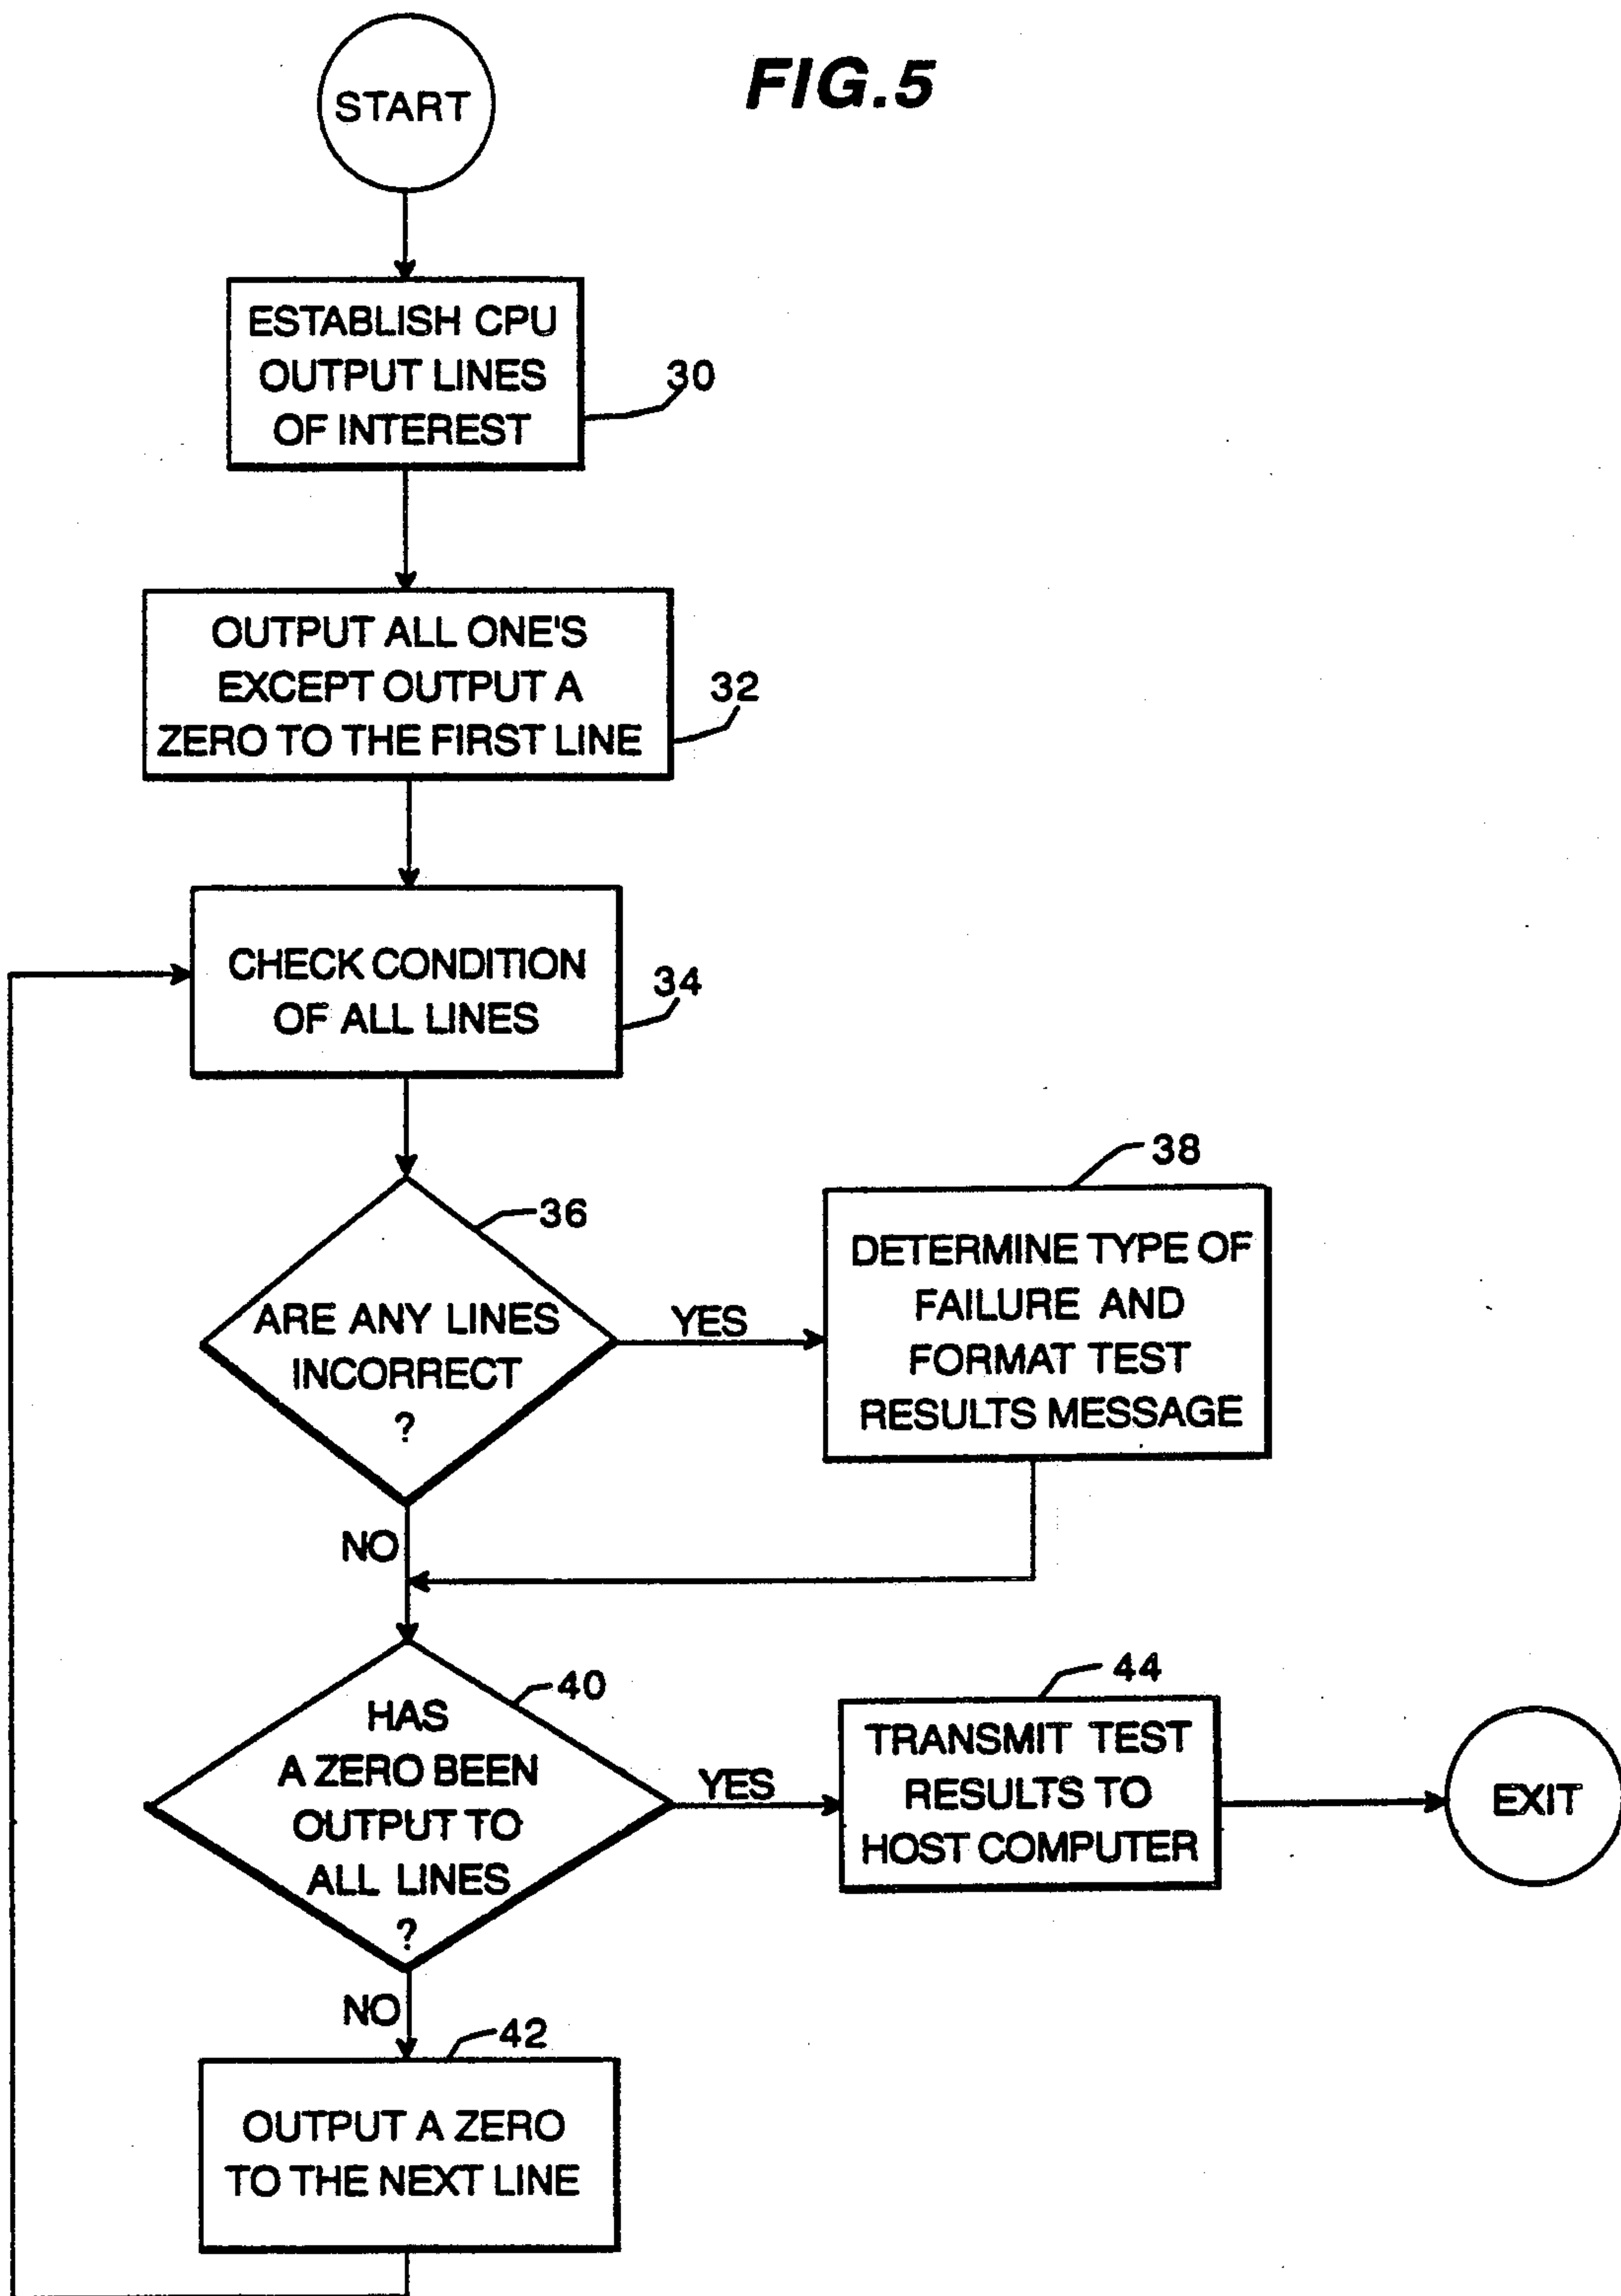 FIG.5
START
ESTABLISH CPU
OUTPUT LINES
OF INTEREST
30
OUTPUT ALL ONE'S
EXCEPT OUTPUT A
ZERO TO THE FIRST LINE
32
CHECK CONDITION
OF ALL LINES
34
36
ARE ANY LINES
INCORRECT
?
YES
38
DETERMINE TYPE OF
FAILURE AND
FORMAT TEST
RESULTS MESSAGE
NO
40
HAS
A ZERO BEEN
OUTPUT TO
ALL LINES
?
YES
44
TRANSMIT TEST
RESULTS TO
HOST COMPUTER
EXIT
NO
42
OUTPUT A ZERO
TO THE NEXT LINE